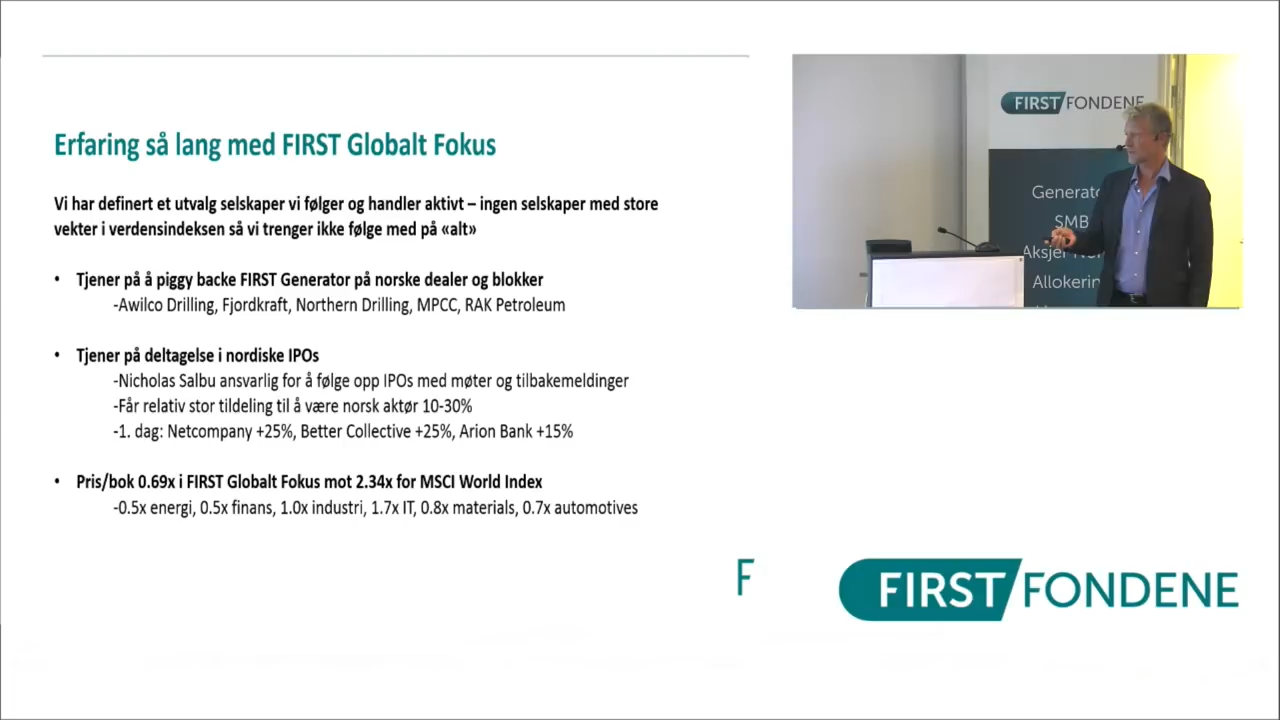 Erfaring så lang med FIRST Globalt Fokus
Vi har definert et utvalg selskaper vi følger og handler aktivt – ingen selskaper med store
vekter i verdensindeksen så vi trenger ikke følge med på «alt»
• Tjener på å piggy backe FIRST Generator på norske dealer og blokker
-Awilco Drilling, Fjordkraft, Northern Drilling, MPCC, RAK Petroleum
• Tjener på deltagelse i nordiske IPOs
-Nicholas Salbu ansvarlig for å følge opp IPOs med møter og tilbakemeldinger
-Får relativ stor tildeling til å være norsk aktør 10-30%
-1. dag: Netcompany +25%, Better Collective +25%, Arion Bank +15%
• Pris/bok 0.69x i FIRST Globalt Fokus mot 2.34x for MSCI World Index
-0.5x energi, 0.5x finans, 1.0x industri, 1.7x IT, 0.8x materials, 0.7x automotives
FIRST FONDENE
Generato
SMB
Aksjer No
Allokerin
F
FIRST FONDENE